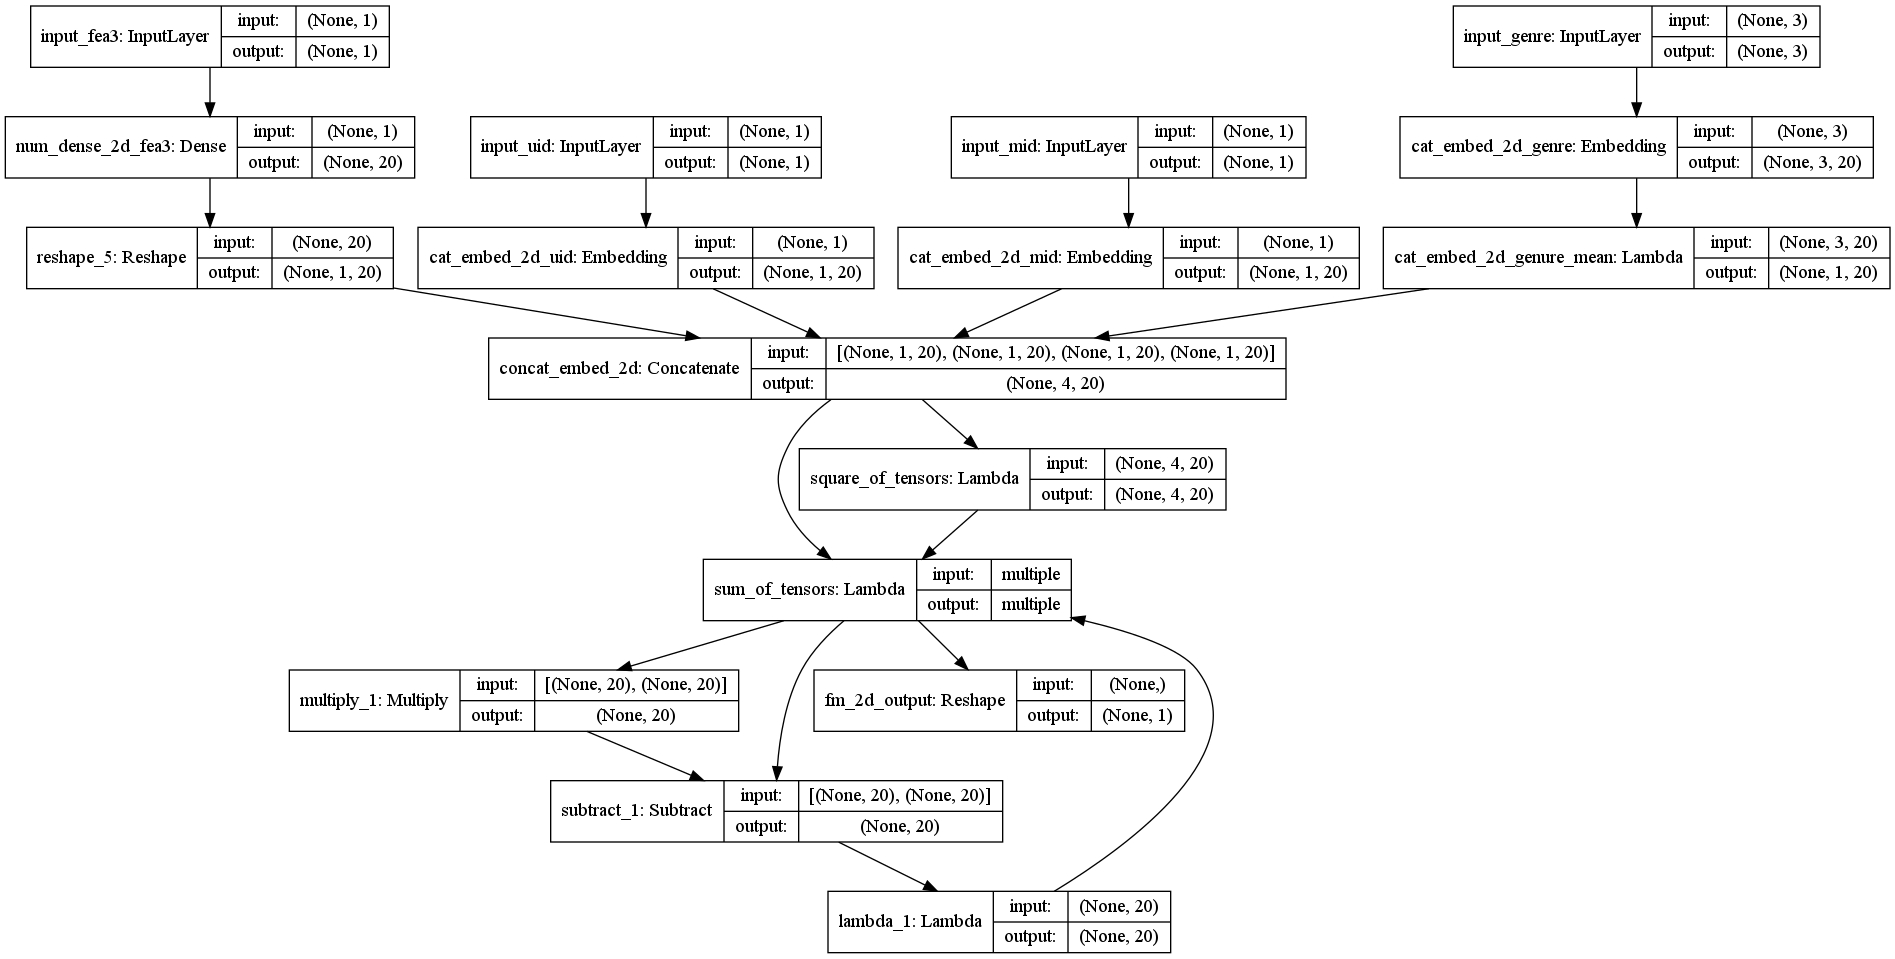 input_fea3: InputLayer
input: (None, 1)
output: (None, 1)
input_genre: InputLayer
input: (None, 3)
output: (None, 3)
num_dense_2d_fea3: Dense
input: (None, 1)
output: (None, 20)
input_uid: InputLayer
input: (None, 1)
output: (None, 1)
input_mid: InputLayer
input: (None, 1)
output: (None, 1)
cat_embed_2d_genre: Embedding
input: (None, 3)
output: (None, 3, 20)
reshape_5: Reshape
input: (None, 20)
output: (None, 1, 20)
cat_embed_2d_uid: Embedding
input: (None, 1)
output: (None, 1, 20)
cat_embed_2d_mid: Embedding
input: (None, 1)
output: (None, 1, 20)
cat_embed_2d_genure_mean: Lambda
input: (None, 3, 20)
output: (None, 1, 20)
concat_embed_2d: Concatenate
input: [(None, 1, 20), (None, 1, 20), (None, 1, 20), (None, 1, 20)]
output: (None, 4, 20)
square_of_tensors: Lambda
input: (None, 4, 20)
output: (None, 4, 20)
sum_of_tensors: Lambda
input: multiple
output: multiple
multiply_1: Multiply
input: [(None, 20), (None, 20)]
output: (None, 20)
fm_2d_output: Reshape
input: (None,)
output: (None, 1)
subtract_1: Subtract
input: [(None, 20), (None, 20)]
output: (None, 20)
lambda_1: Lambda
input: (None, 20)
output: (None, 20)